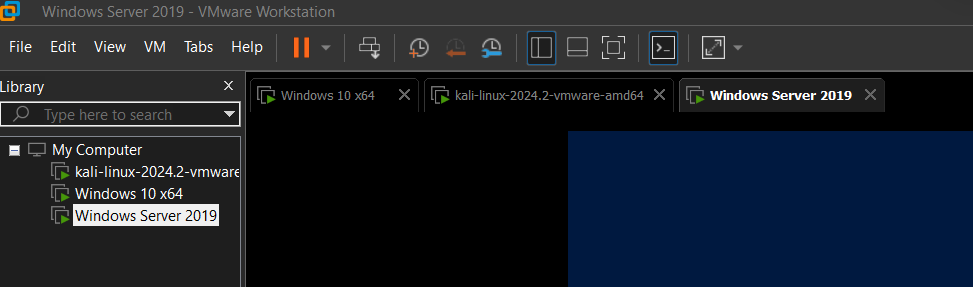 Windows Server 2019 - VMware Workstation
File Edit View VM Tabs Help
Library
Type here to search
My Computer
kali-linux-2024.2-vmware
Windows 10 x64
Windows Server 2019
Windows 10 x64
kali-linux-2024.2-vmware-amd64
Windows Server 2019